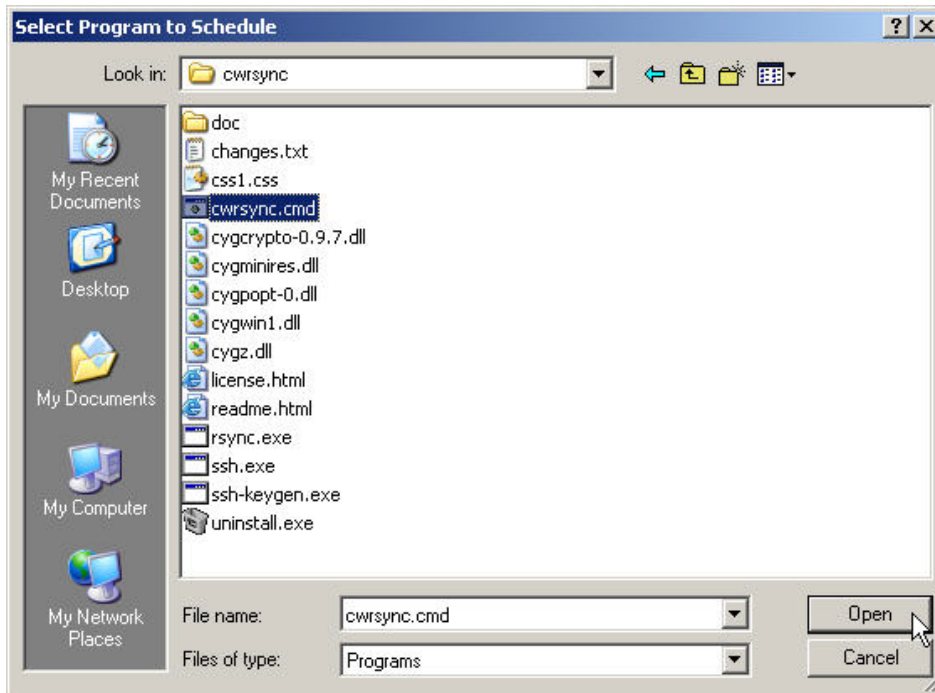 Select Program to Schedule
Look in: cwrsync
My Recent
Documents
Desktop
My Documents
My Computer
My Network
Places
doc
changes.txt
css1.css
cwrsync.cmd
cygcrypto-0.9.7.dll
cygminires.dll
cygpopt-0.dll
cygwin1.dll
cygz.dll
license.html
readme.html
rsync.exe
ssh.exe
ssh-keygen.exe
uninstall.exe
File name: cwrsync.cmd Open
Files of type: Programs Cancel